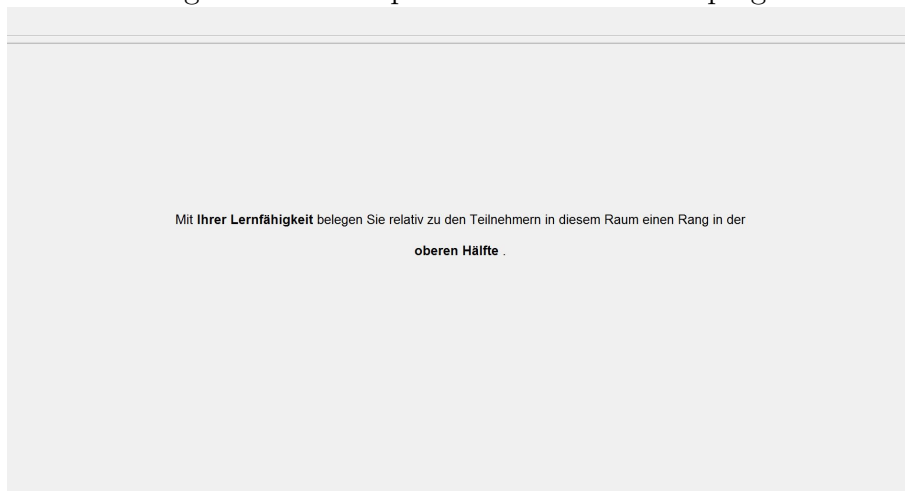 Mit Ihrer Lernfähigkeit belegen Sie relativ zu den Teilnehmern in diesem Raum einen Rang in der
oberen Hälfte .